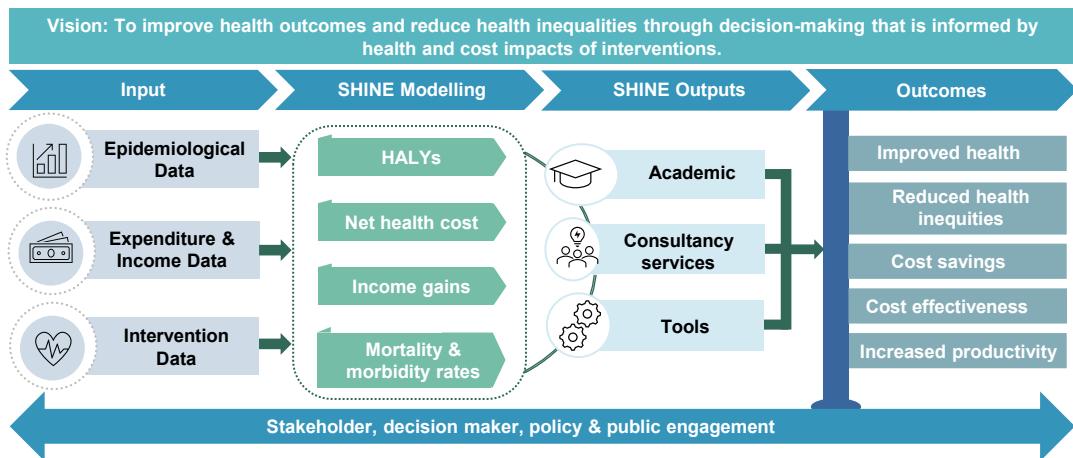 Vision: To improve health outcomes and reduce health inequalities through decision-making that is informed by
health and cost impacts of interventions.
Input
SHINE Modelling
SHINE Outputs
Outcomes
Epidemiological
Data
Expenditure &
Income Data
Intervention
Data
HALYs
Net health cost
Income gains
Mortality &
morbidity rates
Academic
Consultancy
services
Tools
Improved health
Reduced health
inequities
Cost savings
Cost effectiveness
Increased productivity
Stakeholder, decision maker, policy & public engagement